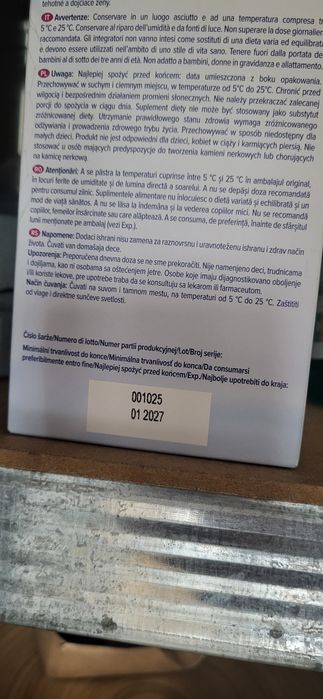 tehotné a dojčiace ženy.
IT Avvertenze: Conservare in un luogo asciutto e ad una temperatura compresa tr
5 °C e 25 °C. Conservare al riparo dell'umidità e da fonti di luce. Non superare la dose giornalier
raccomandata. Gli integratori non vanno intesi come sostituti di una dieta varia ed equilibrata
e devono essere utilizzati nell'ambito di uno stile di vita sano. Tenere fuori dalla portata de
bambini al di sotto dei tre anni di età. Non adatto a bambini, donne in gravidanza e allattamento.
PL Uwaga: Najlepiej spożyć przed końcem: data umieszczona z boku opakowania.
Przechowywać w suchym i ciemnym miejscu, w temperaturze od 5°C do 25°C. Chronić przed
wilgocią i bezpośrednim działaniem promieni słonecznych. Nie należy przekraczać zalecanej
porcji do spożycia w ciągu dnia. Suplement diety nie może być stosowany jako substytut
zróżnicowanej diety. Utrzymanie prawidłowego stanu zdrowia wymaga zróżnicowanego
odżywiania i prowadzenia zdrowego trybu życia. Przechowywać w sposób niedostępny dla
małych dzieci. Produkt nie jest odpowiedni dla dzieci, kobiet w ciąży i karmiących piersią. Nie
stosować u osób mających predyspozycje do tworzenia kamieni nerkowych lub chorujących
na kamicę nerkową.
RO Atenționări: A se păstra la temperaturi cuprinse între 5 °C și 25 °C în ambalajul original,
în locuri ferite de umiditate și de lumina directă a soarelui. A nu se depăși doza recomandată
pentru consumul zilnic. Suplimentele alimentare nu înlocuiesc o dietă variată și echilibrată și un
mod de viață sănătos. A nu se lăsa la îndemâna și la vederea copiilor mici. Nu se recomandă
copiilor, femeilor însărcinate sau care alăptează. A se consuma, de preferință, înainte de sfârșitul
lunii menționate pe ambalaj (vezi Exp.).
RS Napomene: Dodaci ishrani nisu zamena za raznovrsnu i uravnoteženu ishranu i zdrav način
života. Čuvati van domašaja dece.
Upozorenja: Preporučena dnevna doza se ne sme prekoračiti. Nije namenjeno deci, trudnicama
i dojiljama, kao ni osobama sa oštećenjem jetre. Osobe koje imaju dijagnostikovano oboljenje
i/ili koriste lekove, pre upotrebe treba da se konsultuju sa lekarom ili farmaceutom.
Način čuvanja: Čuvati na suvom i tamnom mestu, na temperaturi od 5 °C do 25 °C. Zaštititi
od vlage i direktne sunčeve svetlosti.
Číslo šarže/Numero di lotto/Numer partii produkcyjnej/Lot/Broj serije:
Minimální trvanlivost do konce/Minimálna trvanlivosť do konca/Da consumarsi
preferibilmente entro fine/Najlepiej spożyć przed końcem/Exp./Najbolje upotrebiti do kraja:
001025
01 2027